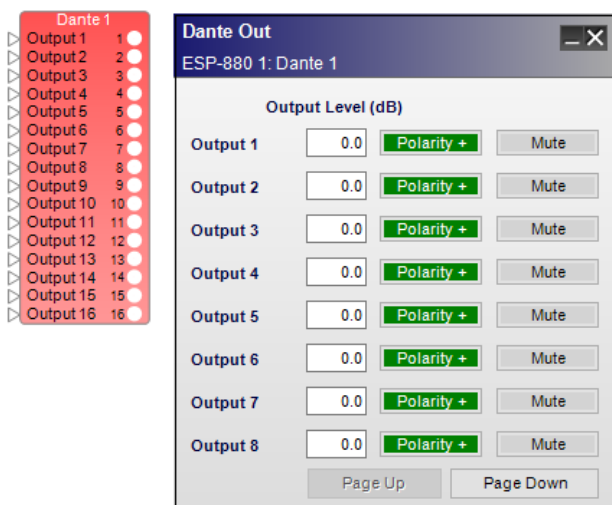 Dante 1
Output 1 1
Output 2 2
Output 3 3
Output 4 4
Output 5 5
Output 6 6
Output 7 7
Output 8 8
Output 9 9
Output 10 10
Output 11 11
Output 12 12
Output 13 13
Output 14 14
Output 15 15
Output 16 16
Dante Out
ESP-880 1: Dante 1
Output Level (dB)
Output 1 0.0 Polarity + Mute
Output 2 0.0 Polarity + Mute
Output 3 0.0 Polarity + Mute
Output 4 0.0 Polarity + Mute
Output 5 0.0 Polarity + Mute
Output 6 0.0 Polarity + Mute
Output 7 0.0 Polarity + Mute
Output 8 0.0 Polarity + Mute
Page Up Page Down